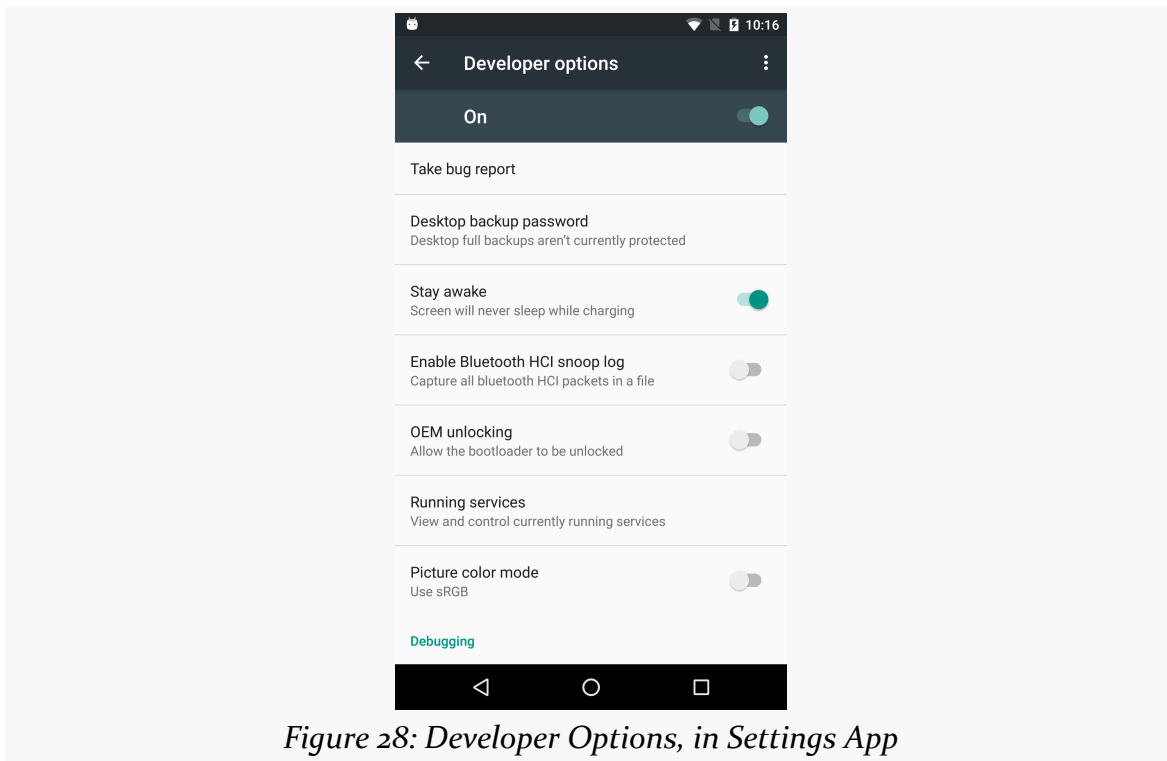 10:16
Developer options
On
Take bug report
Desktop backup password
Desktop full backups aren’t currently protected
Stay awake
Screen will never sleep while charging
Enable Bluetooth HCI snoop log
Capture all bluetooth HCI packets in a file
OEM unlocking
Allow the bootloader to be unlocked
Running services
View and control currently running services
Picture color mode
Use sRGB
Debugging
Figure 28: Developer Options, in Settings App